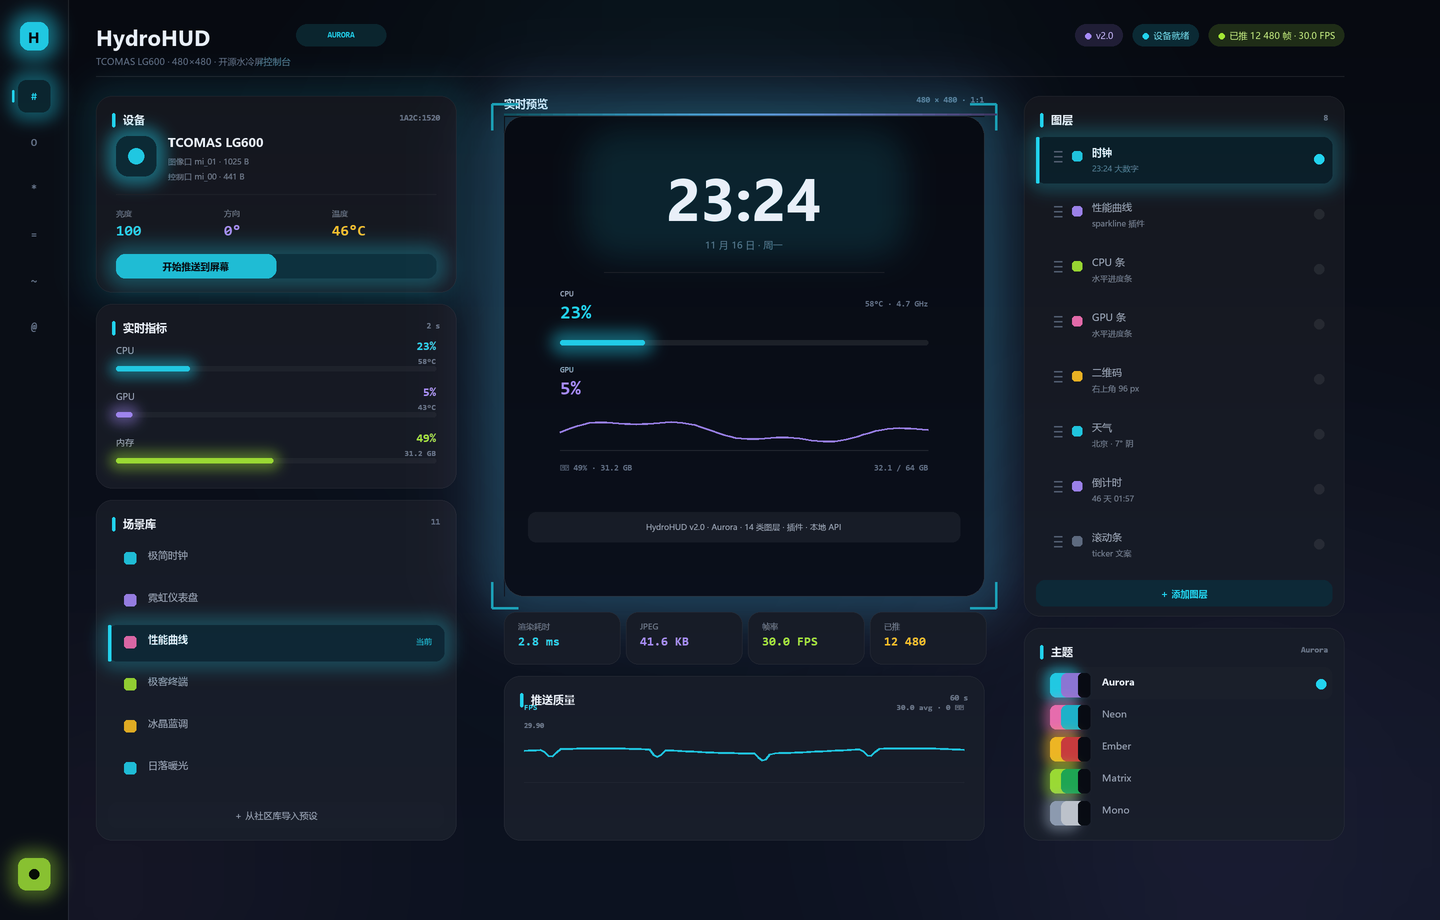 H
HydroHUD
AURORA
TCOMAS LG600 · 480×480 · 开源水冷屏控制台
v2.0
设备就绪
已推 12 480 帧 · 30.0 FPS
#
O
*
=
~
@
设备
1A2C:1520
TCOMAS LG600
图像口 mi_01 · 1025 B
控制口 mi_00 · 441 B
亮度
方向
温度
100
0°
46°C
开始推送到屏幕
实时指标
2 s
CPU
23%
58°C
GPU
5%
43°C
内存
49%
31.2 GB
场景库
11
极简时钟
霓虹仪表盘
性能曲线
当前
极客终端
冰晶蓝调
日落暖光
+ 从社区库导入预设
实时预览
480 × 480 · 1:1
23:24
11 月 16 日 · 周一
CPU
23%
58°C · 4.7 GHz
GPU
5%
49% · 31.2 GB
32.1 / 64 GB
HydroHUD v2.0 · Aurora · 14 类图层 · 插件 · 本地 API
渲染耗时
2.8 ms
JPEG
41.6 KB
帧率
30.0 FPS
已推
12 480
推送质量
60 s
FPS
30.0 avg · 0
29.90
图层
8
时钟
23:24 大数字
性能曲线
sparkline 插件
CPU 条
水平进度条
GPU 条
水平进度条
二维码
右上角 96 px
天气
北京 · 7° 阴
倒计时
46 天 01:57
滚动条
ticker 文案
+ 添加图层
主题
Aurora
Aurora
Neon
Ember
Matrix
Mono